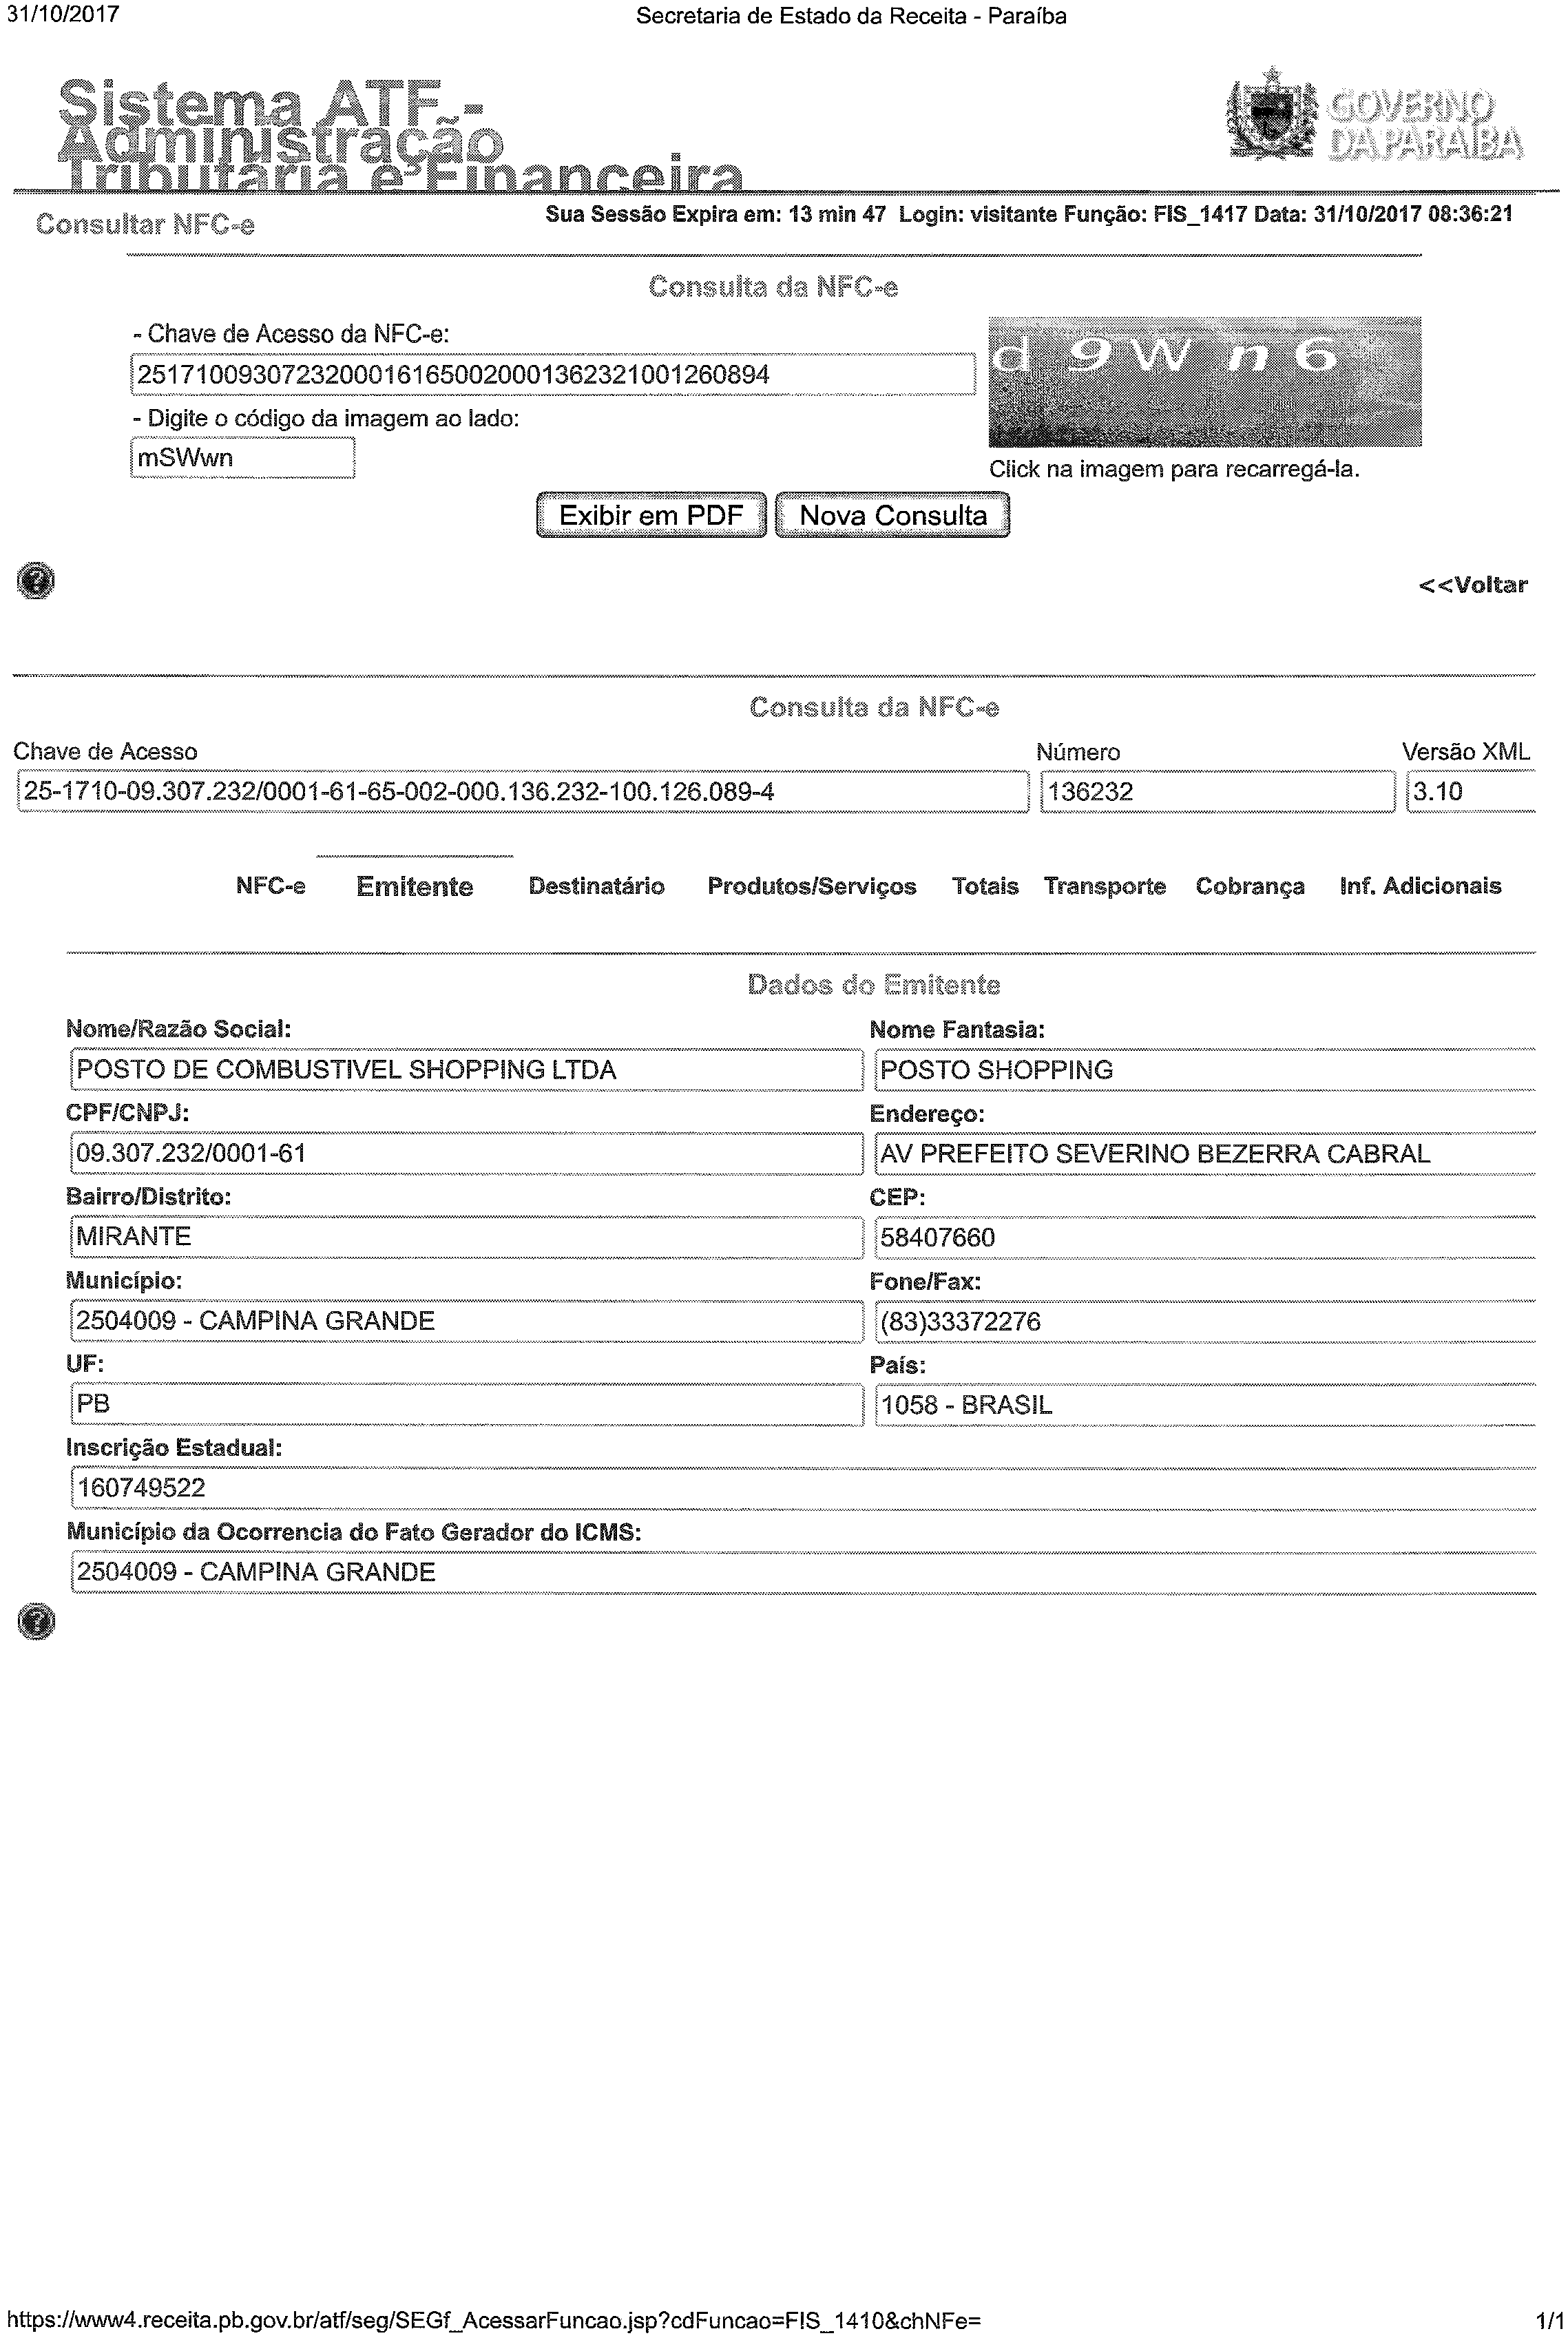 31/10/2017 Secretaria de Estado da Receita - Paraíba
Sistema ATF -
Administração
Tributária e Financeira
GOVERNO
DA PARAÍBA
Consultar NFC-e
Sua Sessão Expira em: 13 min 47 Login: visitante Função: FIS_1417 Data: 31/10/2017 08:36:21
Consulta da NFC-e
- Chave de Acesso da NFC-e:
25171009307232000161650020001362321001260894
- Digite o código da imagem ao lado:
mSWwn
d 9 W n 6
Click na imagem para recarregá-la.
Exibir em PDF Nova Consulta
<<Voltar
Consulta da NFC-e
Chave de Acesso Número Versão XML
25-1710-09.307.232/0001-61-65-002-000.136.232-100.126.089-4 136232 3.10
NFC-e Emitente Destinatário Produtos/Serviços Totais Transporte Cobrança Inf. Adicionais
Dados do Emitente
Nome/Razão Social: Nome Fantasia:
POSTO DE COMBUSTIVEL SHOPPING LTDA POSTO SHOPPING
CPF/CNPJ: Endereço:
09.307.232/0001-61 AV PREFEITO SEVERINO BEZERRA CABRAL
Bairro/Distrito: CEP:
MIRANTE 58407660
Município: Fone/Fax:
2504009 - CAMPINA GRANDE (83)33372276
UF: País:
PB 1058 - BRASIL
Inscrição Estadual:
160749522
Município da Ocorrencia do Fato Gerador do ICMS:
2504009 - CAMPINA GRANDE
https://www4.receita.pb.gov.br/atf/seg/SEGf_AcessarFuncao.jsp?cdFuncao=FIS_1410&chNFe= 1/1